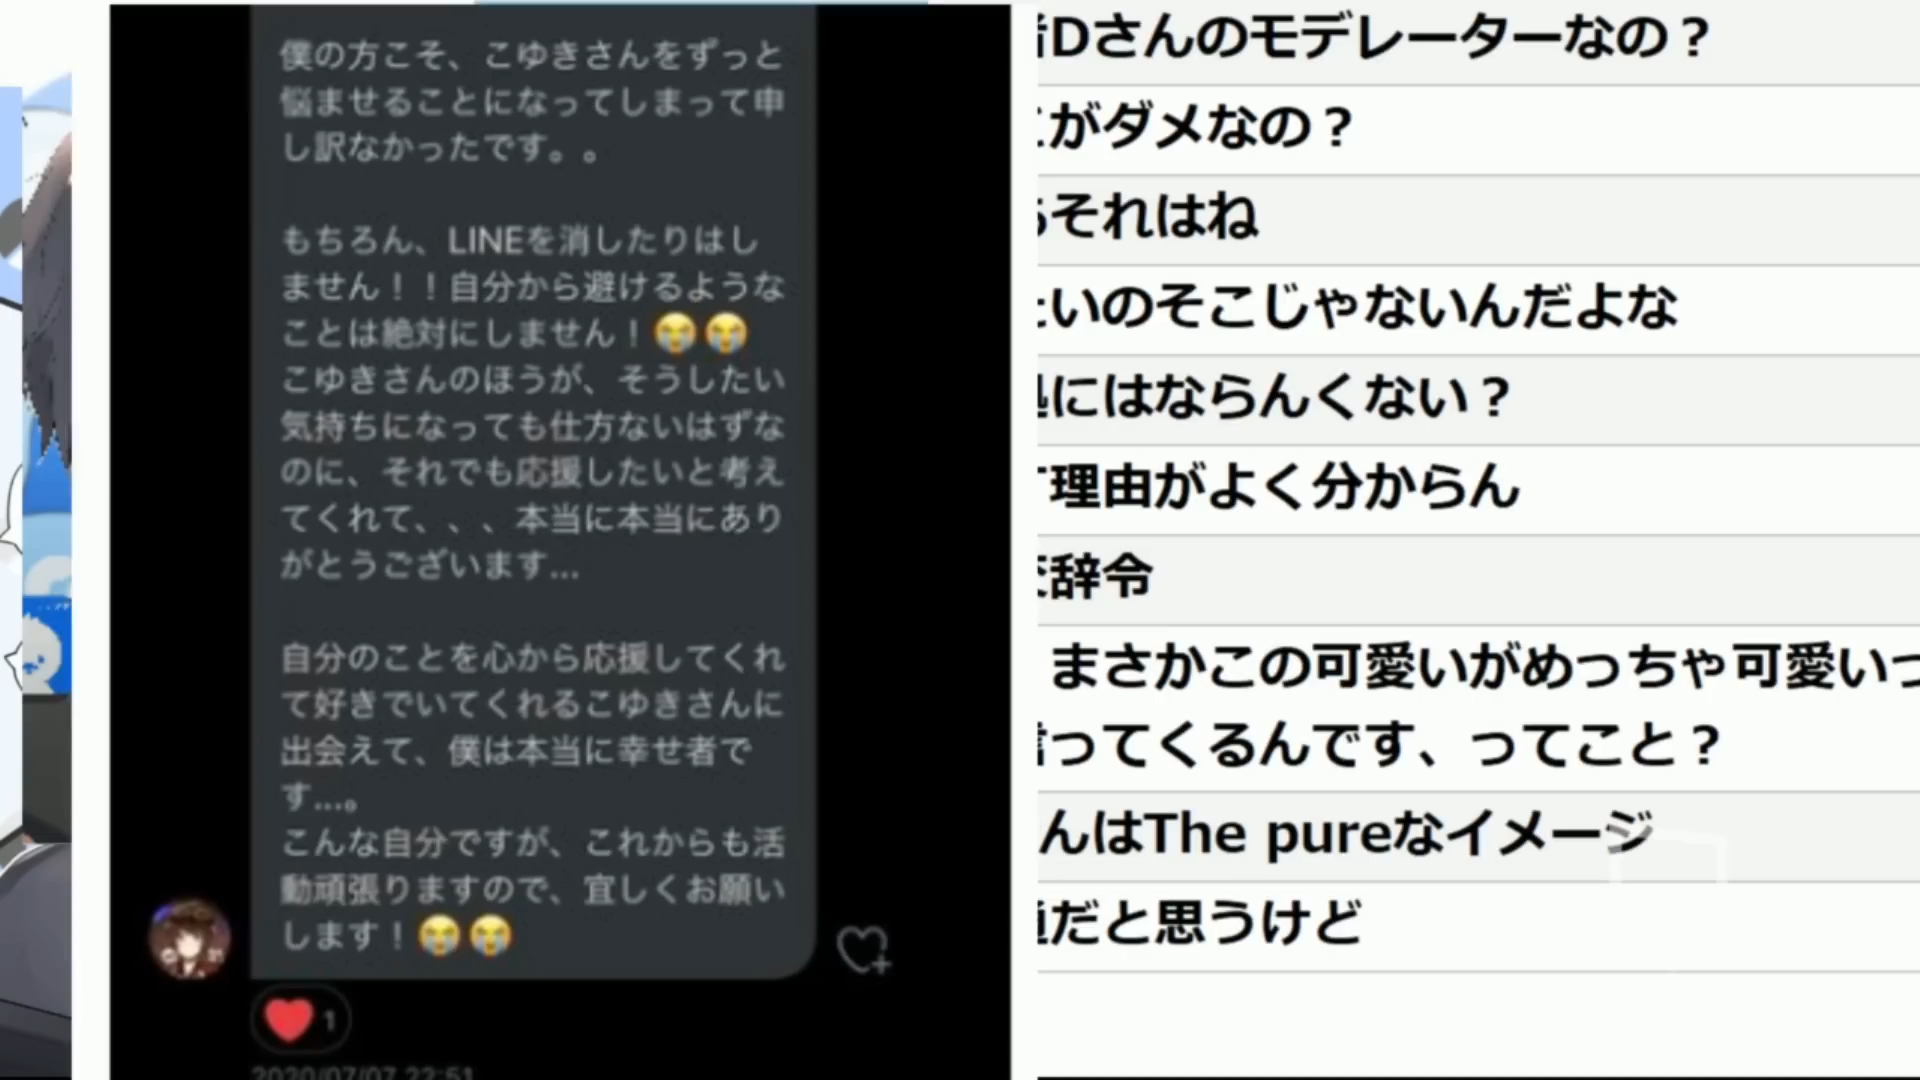 僕の方こそ、こゆきさんをずっと
悩ませることになってしまって申
し訳なかったです。。
もちろん、LINEを消したりはし
ません！！自分から避けるような
ことは絶対にしません！😭😭
こゆきさんのほうが、そうしたい
気持ちになっても仕方ないはずな
のに、それでも応援したいと考え
てくれて、、、本当に本当にあり
がとうございます...
自分のことを心から応援してくれ
て好きでいてくれるこゆきさんに
出会えて、僕は本当に幸せ者で
す...。
こんな自分ですが、これからも活
動頑張りますので、宜しくお願い
します！😭😭
❤️ 1
2020/07/07 22:51
Dさんのモデレーターなの？
がダメなの？
それはね
いのそこじゃないんだよな
にはならんくない？
理由がよく分からん
辞令
まさかこの可愛いがめっちゃ可愛いっ
ってくるんです、ってこと？
んはThe pureなイメージ
だと思うけど